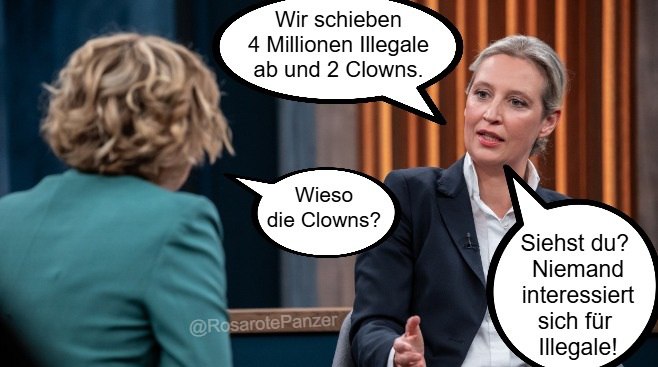 Wir schieben
4 Millionen Illegale
ab und 2 Clowns.
Wieso
die Clowns?
Siehst du?
Niemand
interessiert
sich für
Illegale!
@RosarotePanzer